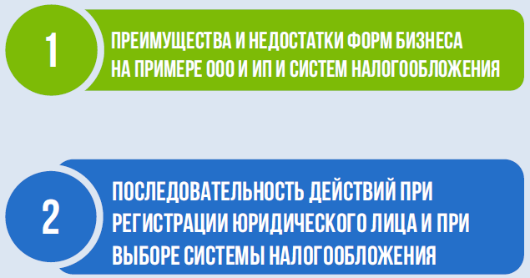 1
ПРЕИМУЩЕСТВА И НЕДОСТАТКИ ФОРМ БИЗНЕСА
НА ПРИМЕРЕ ООО И ИП И СИСТЕМ НАЛОГООБЛОЖЕНИЯ
2
ПОСЛЕДОВАТЕЛЬНОСТЬ ДЕЙСТВИЙ ПРИ
РЕГИСТРАЦИИ ЮРИДИЧЕСКОГО ЛИЦА И ПРИ
ВЫБОРЕ СИСТЕМЫ НАЛОГООБЛОЖЕНИЯ